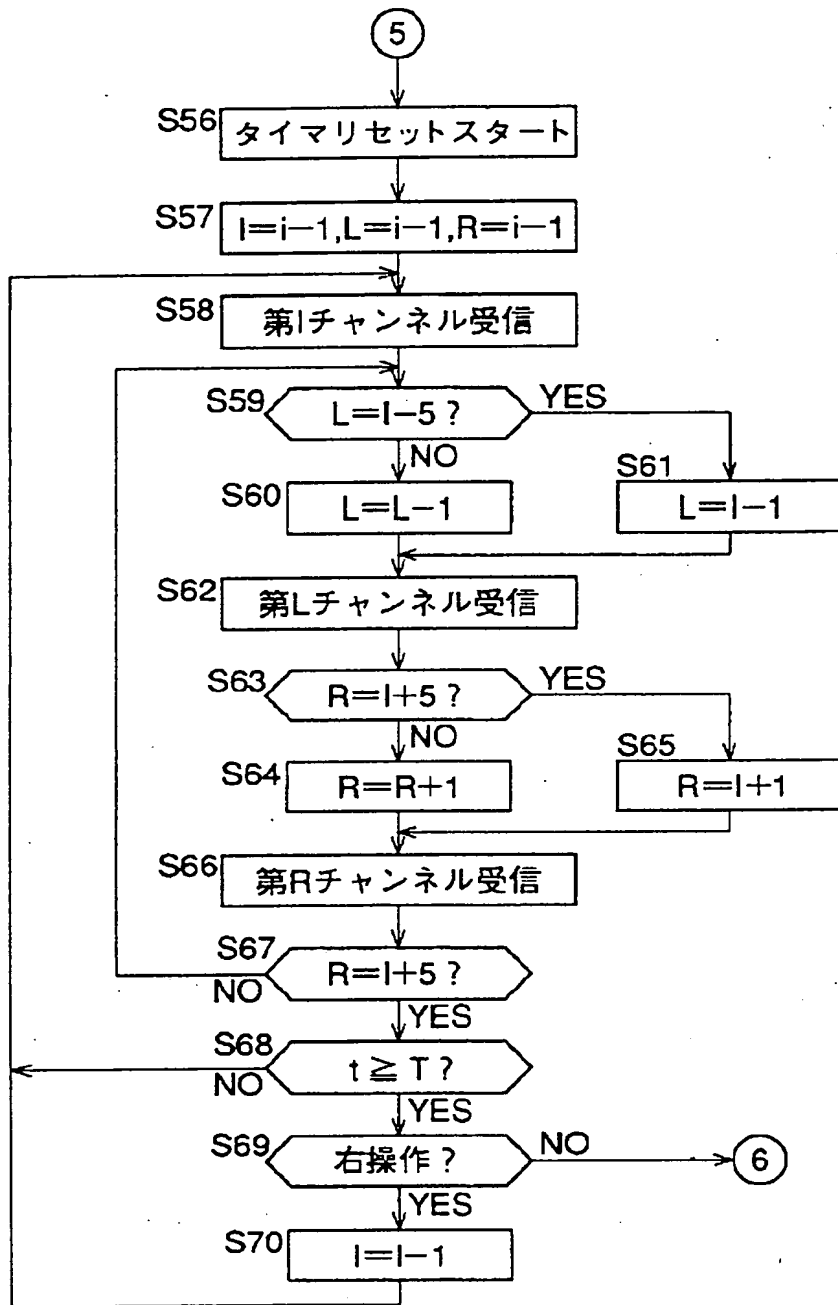 5
S56
タイマリセットスタート
S57
I=i−1,L=i−1,R=i−1
S58
第Iチャンネル受信
S59
L=I−5?
YES
NO
S60
L=L−1
S61
L=I−1
S62
第Lチャンネル受信
S63
R=I+5?
YES
NO
S64
R=R+1
S65
R=I+1
S66
第Rチャンネル受信
S67
R=I+5?
NO
YES
S68
t≧T?
NO
YES
S69
右操作?
NO
6
YES
S70
I=I−1